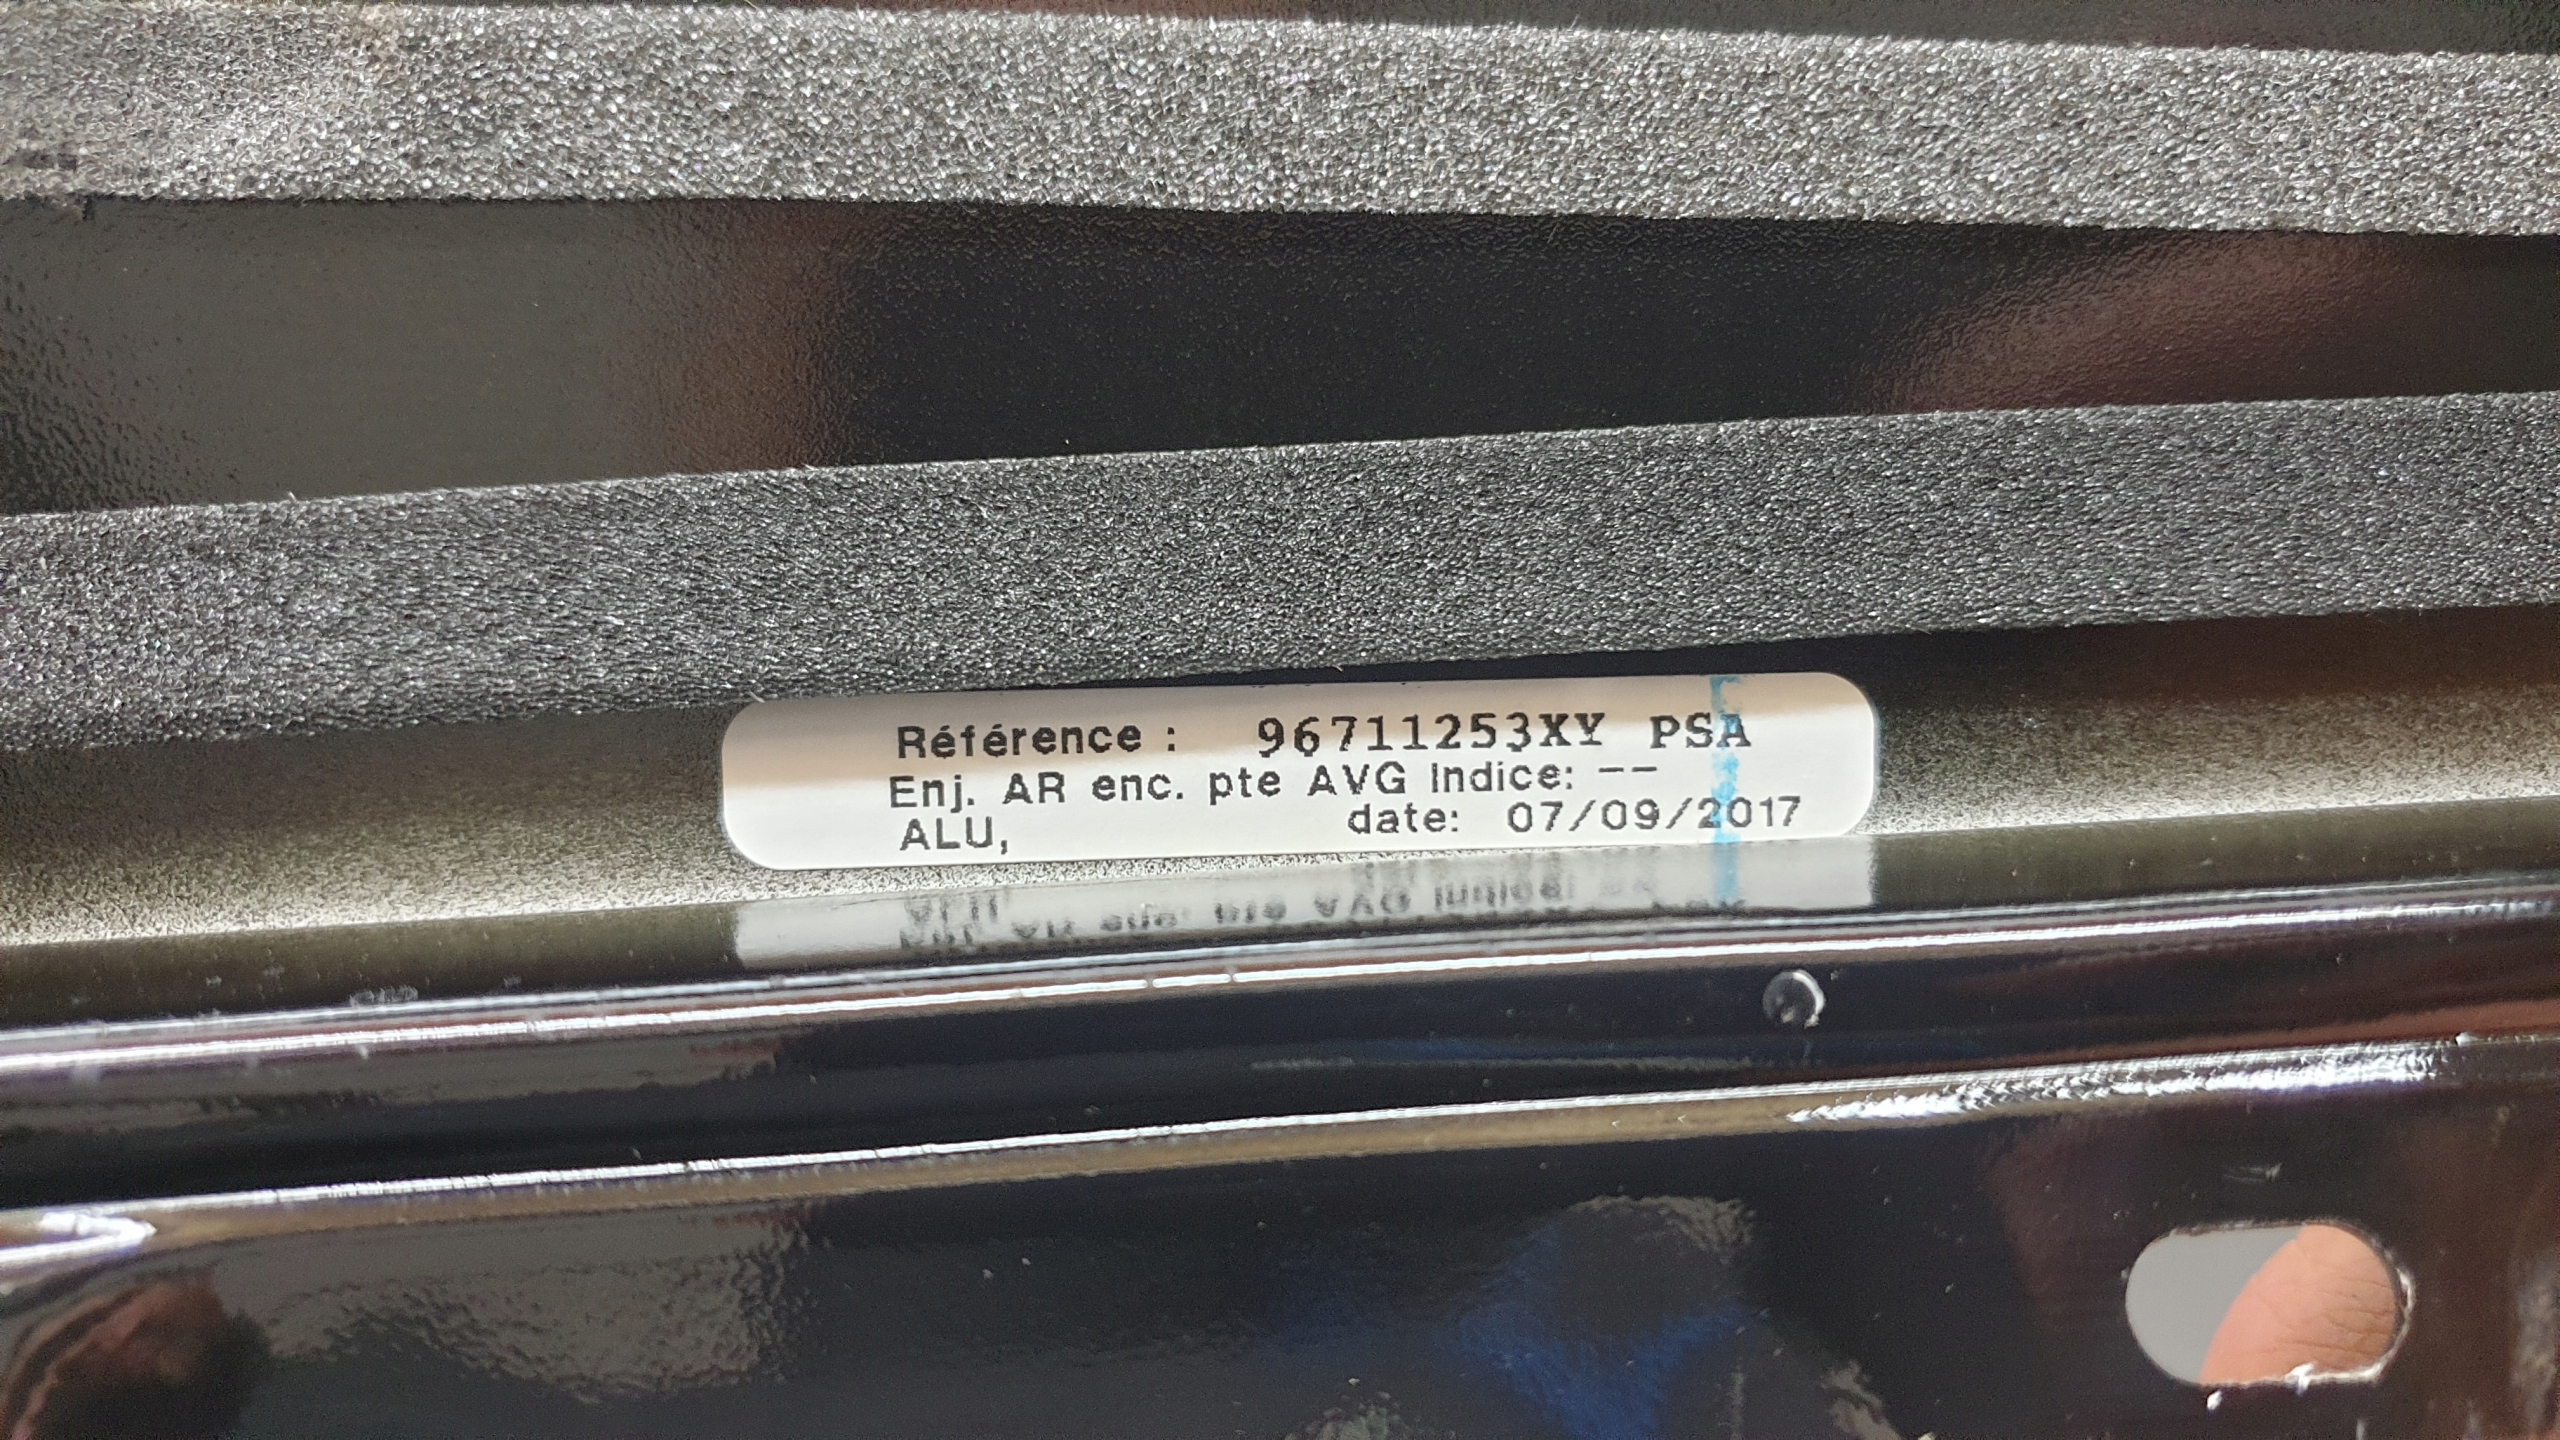 Référence : 96711253XY PSA
Enj. AR enc. pte AVG Indice: --
ALU, date: 07/09/2017